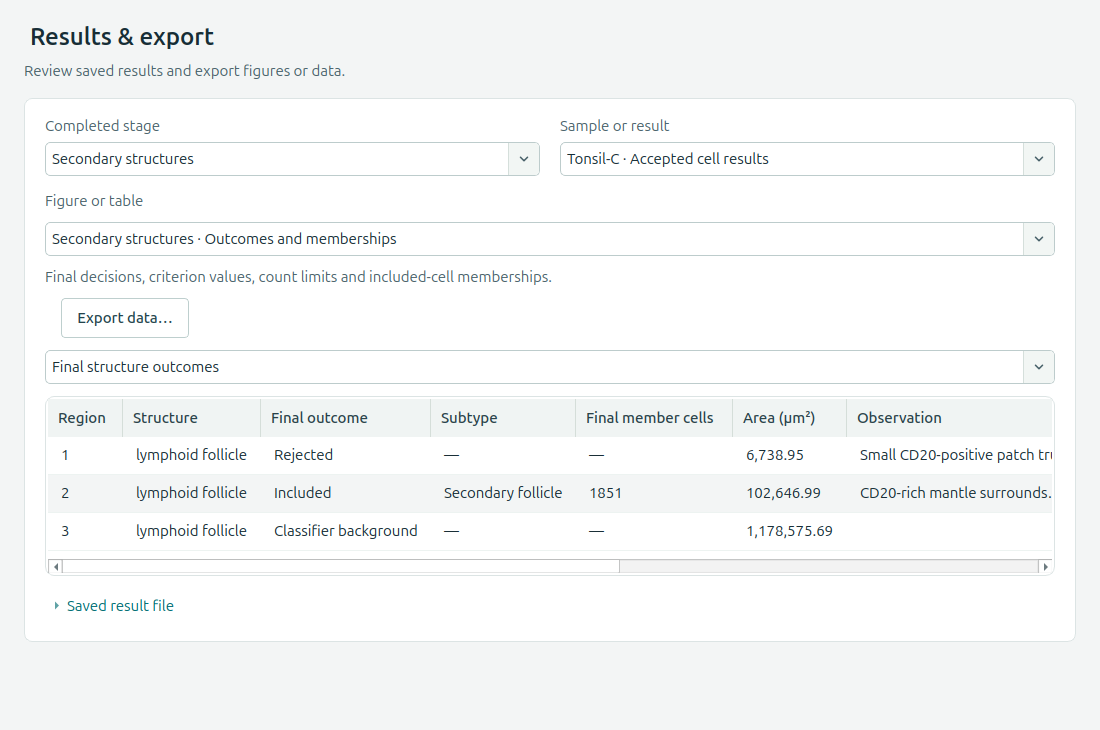 Results & export
Review saved results and export figures or data.
Completed stage
Sample or result
Secondary structures
Tonsil-C · Accepted cell results
Figure or table
Secondary structures · Outcomes and memberships
Final decisions, criterion values, count limits and included-cell memberships.
Export data…
Final structure outcomes
Region Structure Final outcome Subtype Final member cells Area (µm²) Observation
1 lymphoid follicle Rejected — — 6,738.95 Small CD20-positive patch
2 lymphoid follicle Included Secondary follicle 1851 102,646.99 CD20-rich mantle surrounds.
3 lymphoid follicle Classifier background — — 1,178,575.69
Saved result file